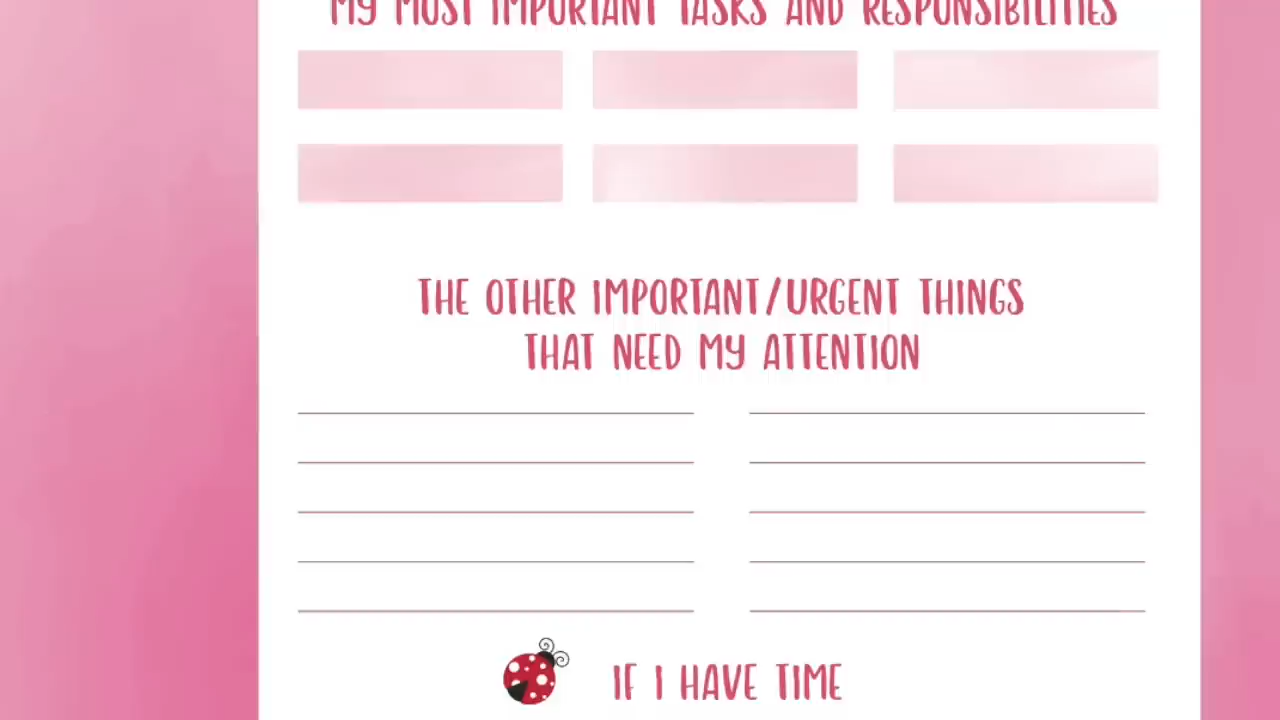 MY MOST IMPORTANT TASKS AND RESPONSIBILITIES
THE OTHER IMPORTANT/URGENT THINGS
THAT NEED MY ATTENTION
IF I HAVE TIME